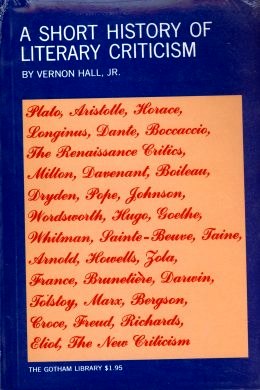 A SHORT HISTORY OF
LITERARY CRITICISM
BY VERNON HALL, JR.
Plato, Aristotle, Horace,
Longinus, Dante, Boccaccio,
The Renaissance Critics,
Milton, Davenant, Boileau,
Dryden, Pope, Johnson,
Wordsworth, Hugo, Goethe,
Whitman, Sainte-Beuve, Taine,
Arnold, Howells, Zola,
France, Brunetière, Darwin,
Tolstoy, Marx, Bergson,
Croce, Freud, Richards,
Eliot, The New Criticism
THE GOTHAM LIBRARY $1.95